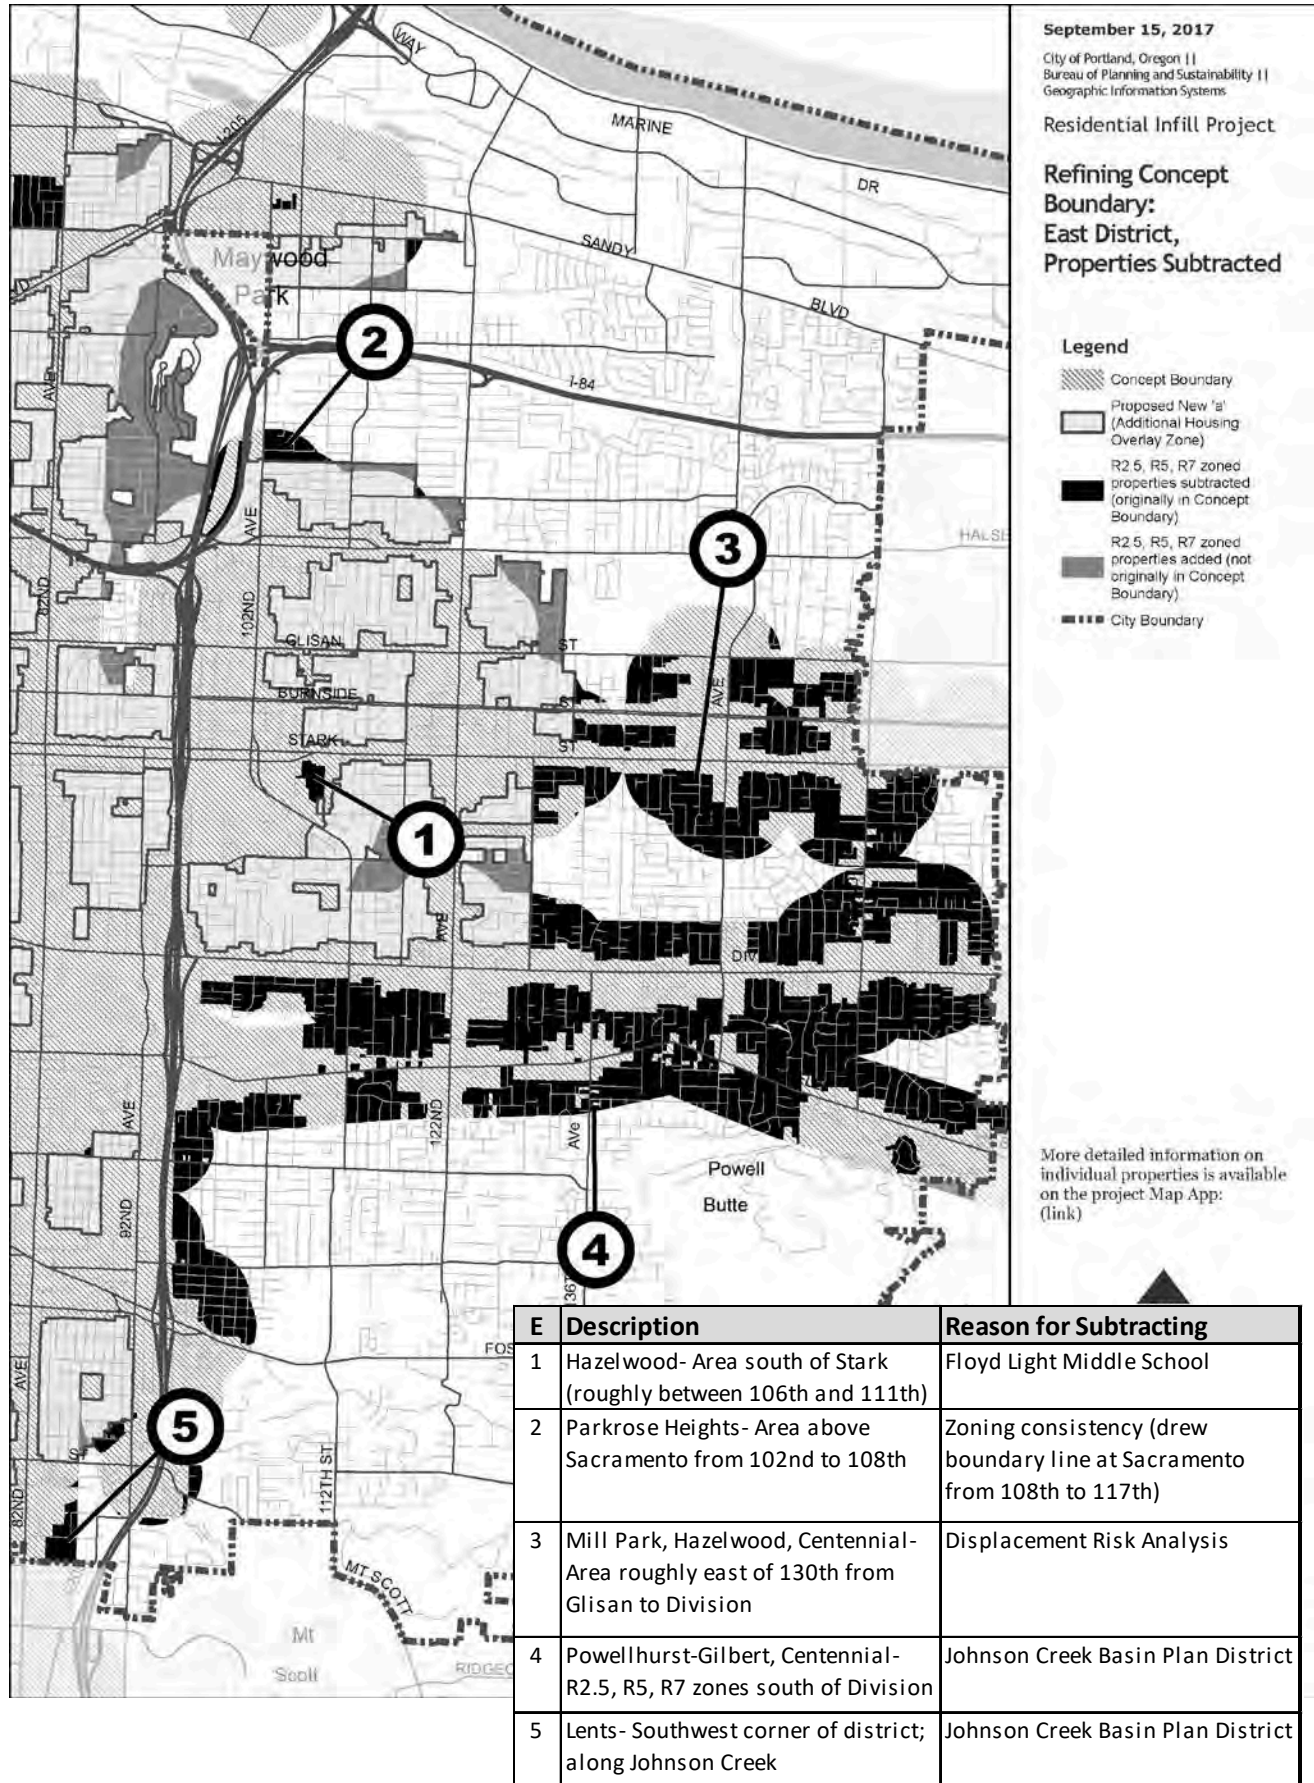 September 15, 2017
City of Portland, Oregon ||
Bureau of Planning and Sustainability ||
Geographic Information Systems
Residential Infill Project
Refining Concept
Boundary:
East District,
Properties Subtracted
Legend
Concept Boundary
Proposed New 'a'
(Additional Housing
Overlay Zone)
R2.5, R5, R7 zoned
properties subtracted
(originally in Concept
Boundary)
R2.5, R5, R7 zoned
properties added (not
originally in Concept
Boundary)
City Boundary
More detailed information on
individual properties is available
on the project Map App:
(link)
WAY
I-205
MARINE
DR
SANDY
BLVD
Maywood
Park
2
I-84
AVE
AVE
3
HALSE
82ND
102ND
GLISAN
ST
BURNSIDE
AVE
STARK
ST
1
AVE
DIV
AVE
122ND
AVe
Powell
Butte
92ND
4
136T
FOS
AVE
5
82ND
112TH ST
MT SCOTT
Mt
Scott
RIDGEC
E Description Reason for Subtracting
1 Hazelwood- Area south of Stark Floyd Light Middle School
(roughly between 106th and 111th)
2 Parkrose Heights- Area above Zoning consistency (drew
Sacramento from 102nd to 108th boundary line at Sacramento
from 108th to 117th)
3 Mill Park, Hazelwood, Centennial- Displacement Risk Analysis
Area roughly east of 130th from
Glisan to Division
4 Powellhurst-Gilbert, Centennial- Johnson Creek Basin Plan District
R2.5, R5, R7 zones south of Division
5 Lents- Southwest corner of district; Johnson Creek Basin Plan District
along Johnson Creek